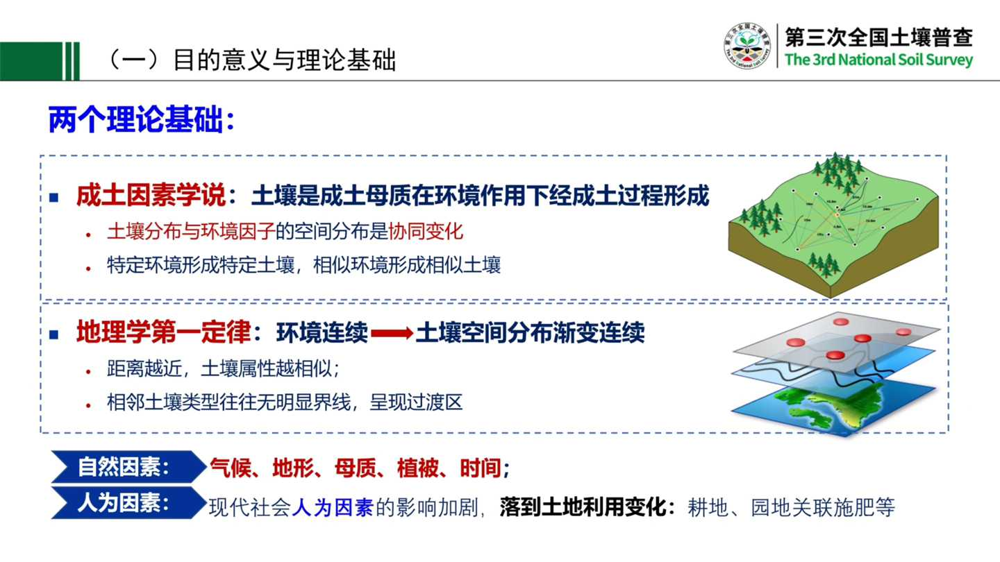 （一）目的意义与理论基础
第三次全国土壤普查
The 3rd National Soil Survey
两个理论基础：
成土因素学说：土壤是成土母质在环境作用下经成土过程形成
土壤分布与环境因子的空间分布是协同变化
特定环境形成特定土壤，相似环境形成相似土壤
地理学第一定律：环境连续→土壤空间分布渐变连续
距离越近，土壤属性越相似；
相邻土壤类型往往无明显界线，呈现过渡区
自然因素：气候、地形、母质、植被、时间；
人为因素：现代社会人为因素的影响加剧，落到土地利用变化：耕地、园地关联施肥等